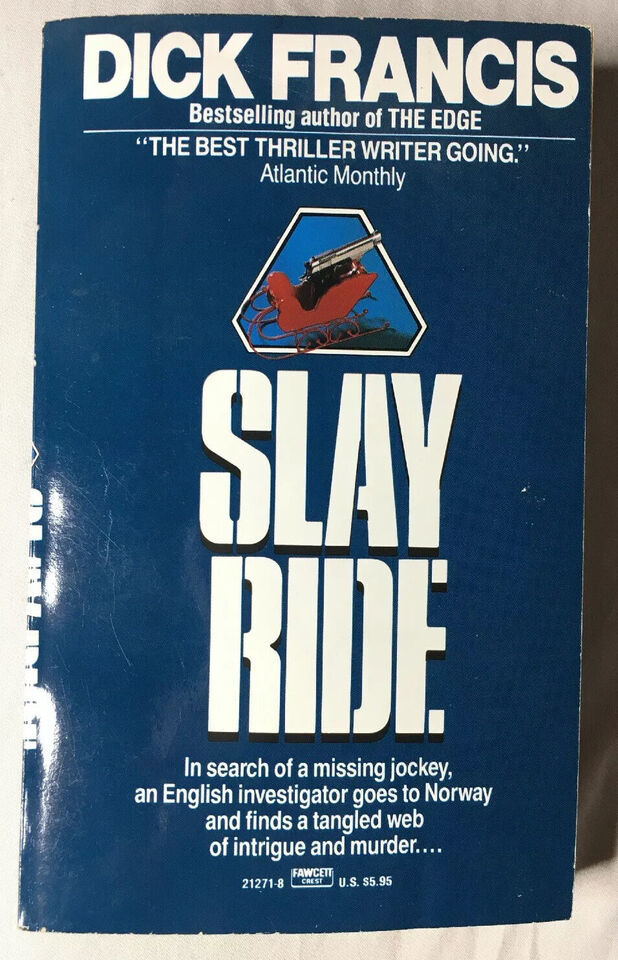 DICK FRANCIS
Bestselling author of THE EDGE
"THE BEST THRILLER WRITER GOING."
Atlantic Monthly
SLAY
RIDE
In search of a missing jockey,
an English investigator goes to Norway
and finds a tangled web
of intrigue and murder....
21271-8 FAWCETT CREST U.S. $5.95